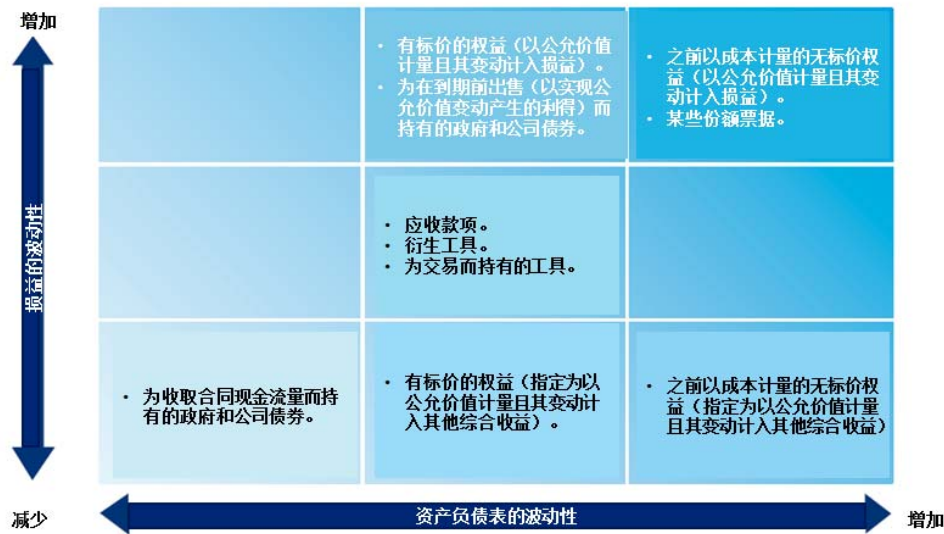 增加
• 有标价的权益（以公允价值
计量且其变动计入损益）。
• 为在到期前出售（以实现公
允价值变动产生的利得）而
持有的政府和公司债券。
• 之前以成本计量的无标价权
益（以公允价值计量且其变
动计入损益）。
• 某些份额票据。
损益的波动性
• 应收款项。
• 衍生工具。
• 为交易而持有的工具。
• 为收取合同现金流量而持
有的政府和公司债券。
• 有标价的权益（指定为以
公允价值计量且其变动计
入其他综合收益）。
• 之前以成本计量的无标价权
益（指定为以公允价值计量
且其变动计入其他综合收益）
减少
资产负债表的波动性
增加